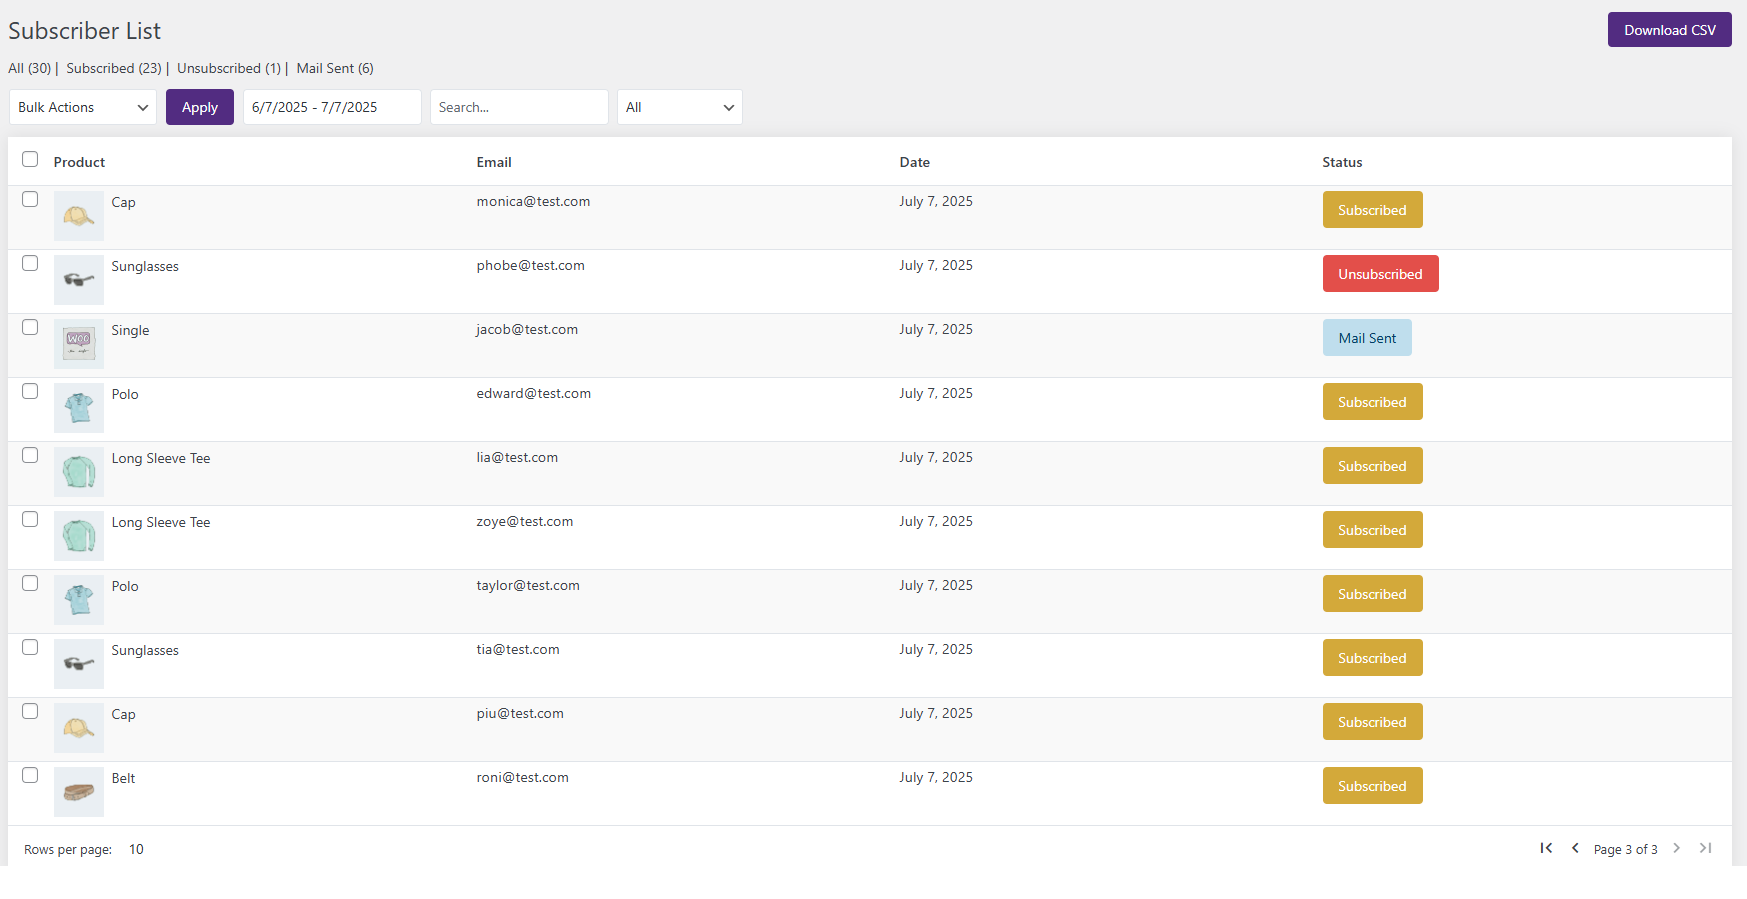 Subscriber List
Download CSV
All (30) | Subscribed (23) | Unsubscribed (1) | Mail Sent (6)
Bulk Actions Apply 6/7/2025 - 7/7/2025 Search... All
Product Email Date Status
Cap monica@test.com July 7, 2025 Subscribed
Sunglasses phobe@test.com July 7, 2025 Unsubscribed
Single jacob@test.com July 7, 2025 Mail Sent
WOO
Polo edward@test.com July 7, 2025 Subscribed
Long Sleeve Tee lia@test.com July 7, 2025 Subscribed
Long Sleeve Tee zoye@test.com July 7, 2025 Subscribed
Polo taylor@test.com July 7, 2025 Subscribed
Sunglasses tia@test.com July 7, 2025 Subscribed
Cap piu@test.com July 7, 2025 Subscribed
Belt roni@test.com July 7, 2025 Subscribed
Rows per page: 10 Page 3 of 3